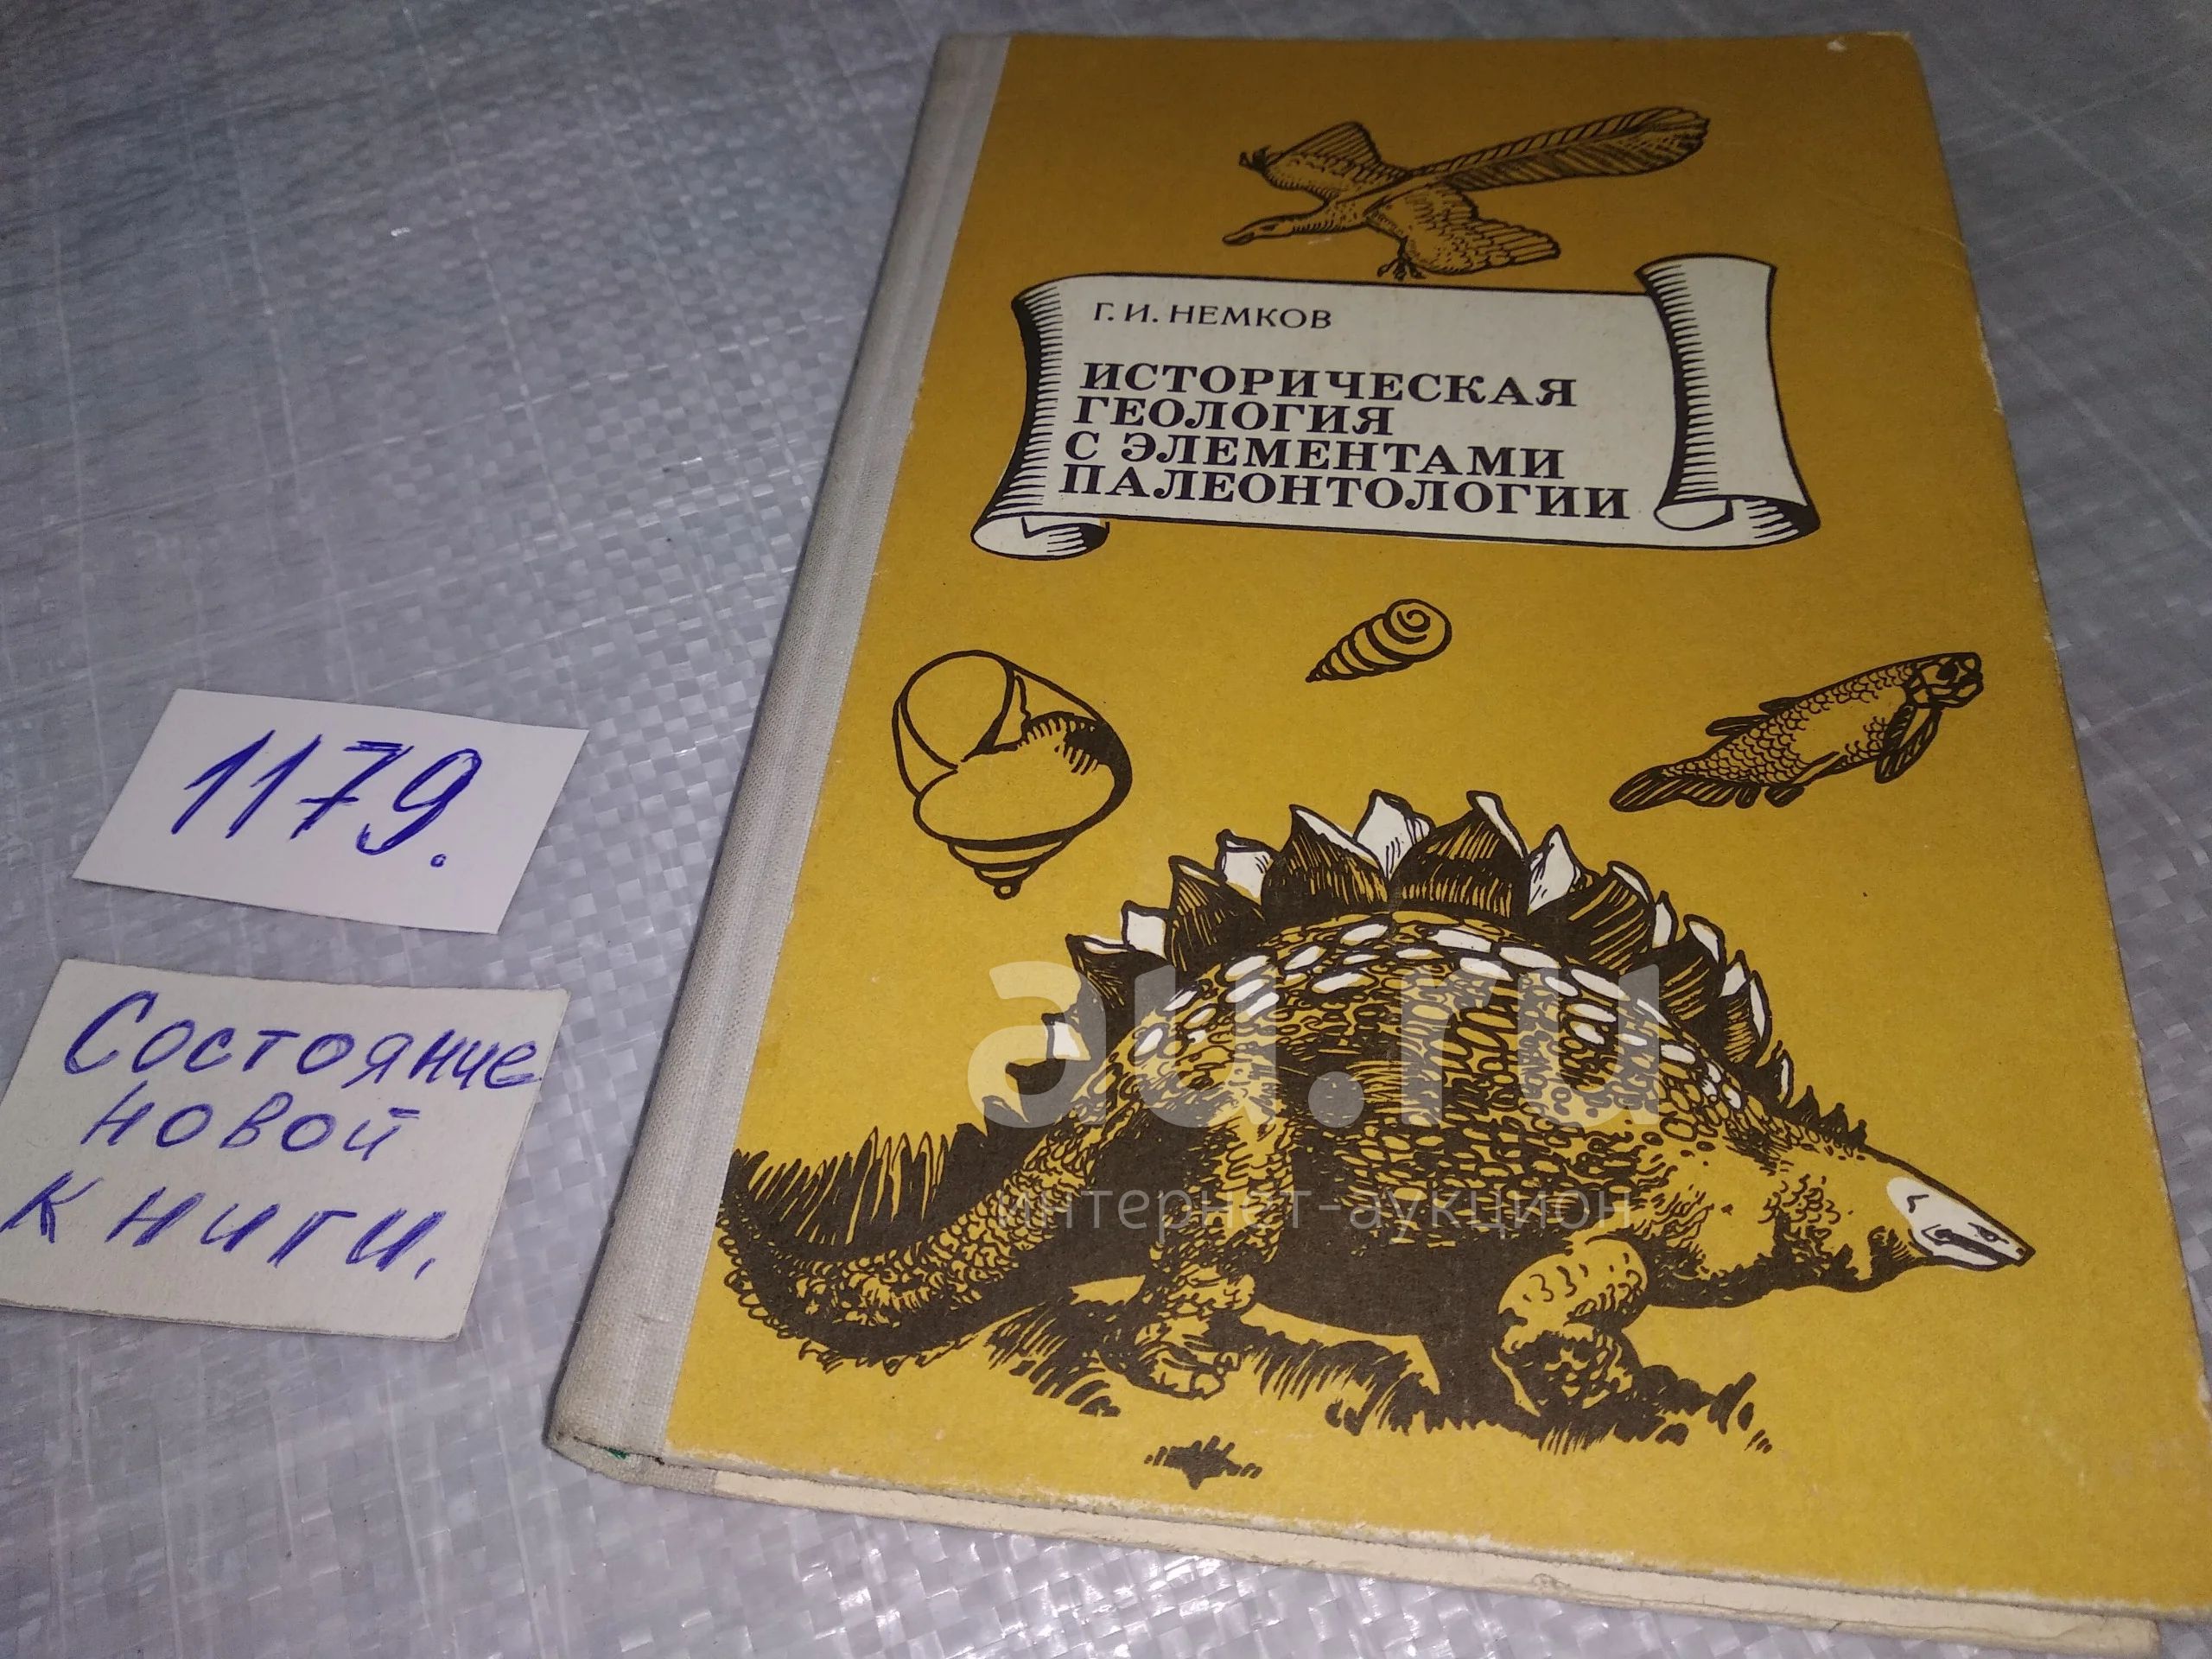 Г. И. НЕМКОВ
ИСТОРИЧЕСКАЯ
ГЕОЛОГИЯ
С ЭЛЕМЕНТАМИ
ПАЛЕОНТОЛОГИИ
1179.
Состояние
новой
книги.
au.ru
интернет-аукцион